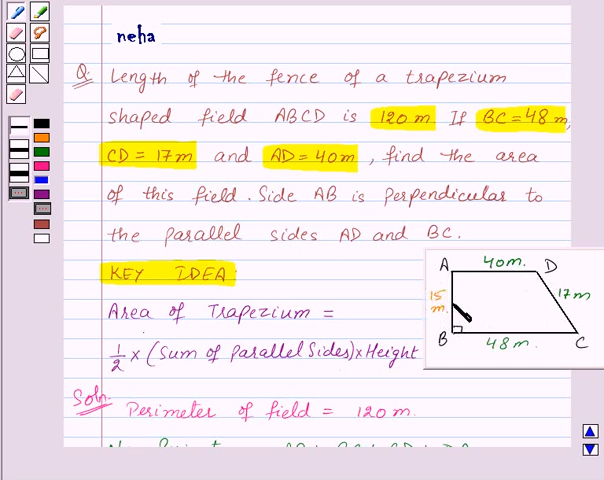 neha
Q. Length of the fence of a trapezium
shaped field ABCD is 120 m. If BC = 48 m,
CD = 17 m and AD = 40 m, find the area
of this field. Side AB is perpendicular to
the parallel sides AD and BC.
KEY IDEA
Area of Trapezium =
1/2 × (Sum of parallel Sides) × Height
A 40m. D
15 m.
17 m
B 48 m. C
Soln. Perimeter of field = 120 m.